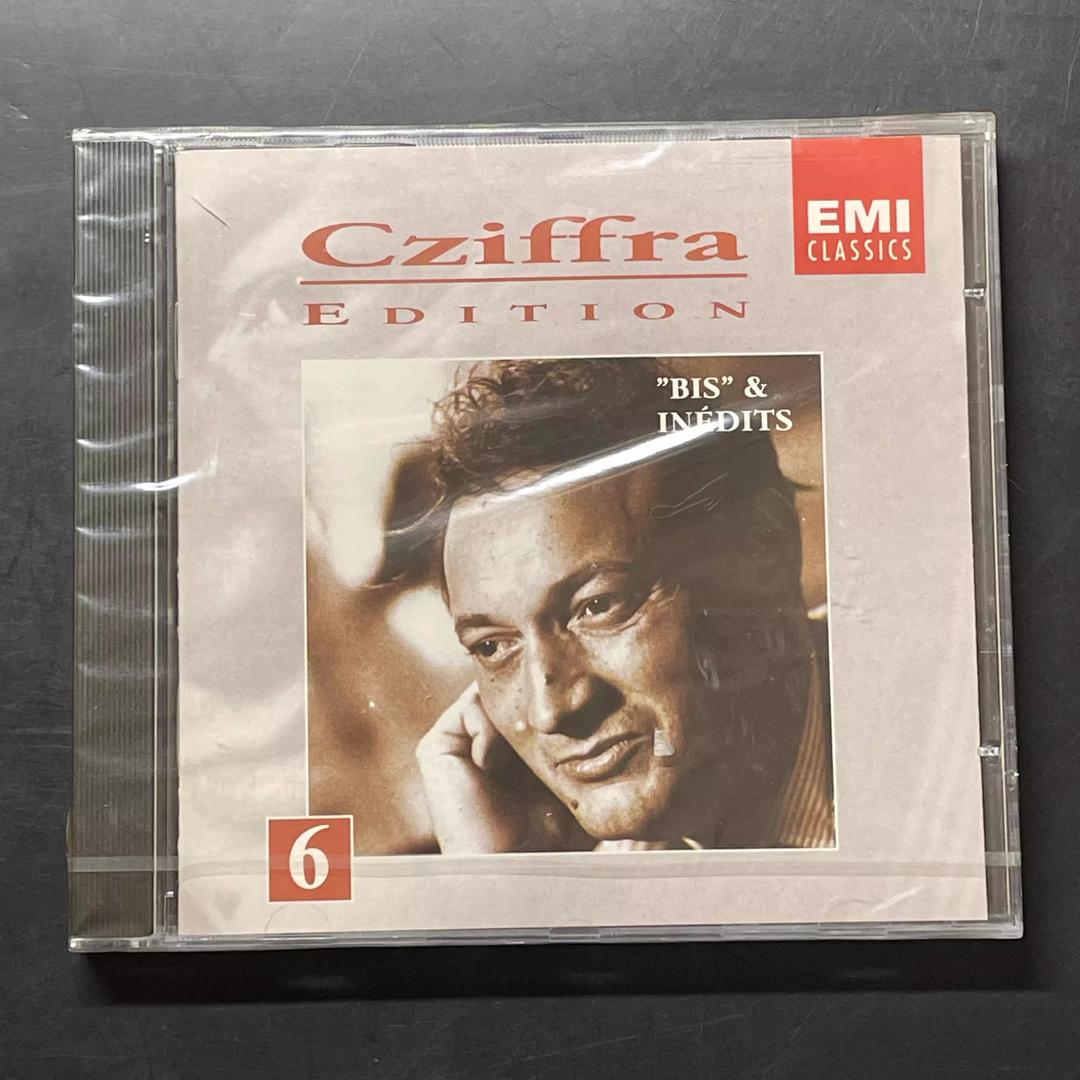 EMI
CLASSICS
Cziffra
EDITION
”BIS” &
INÉDITS
6